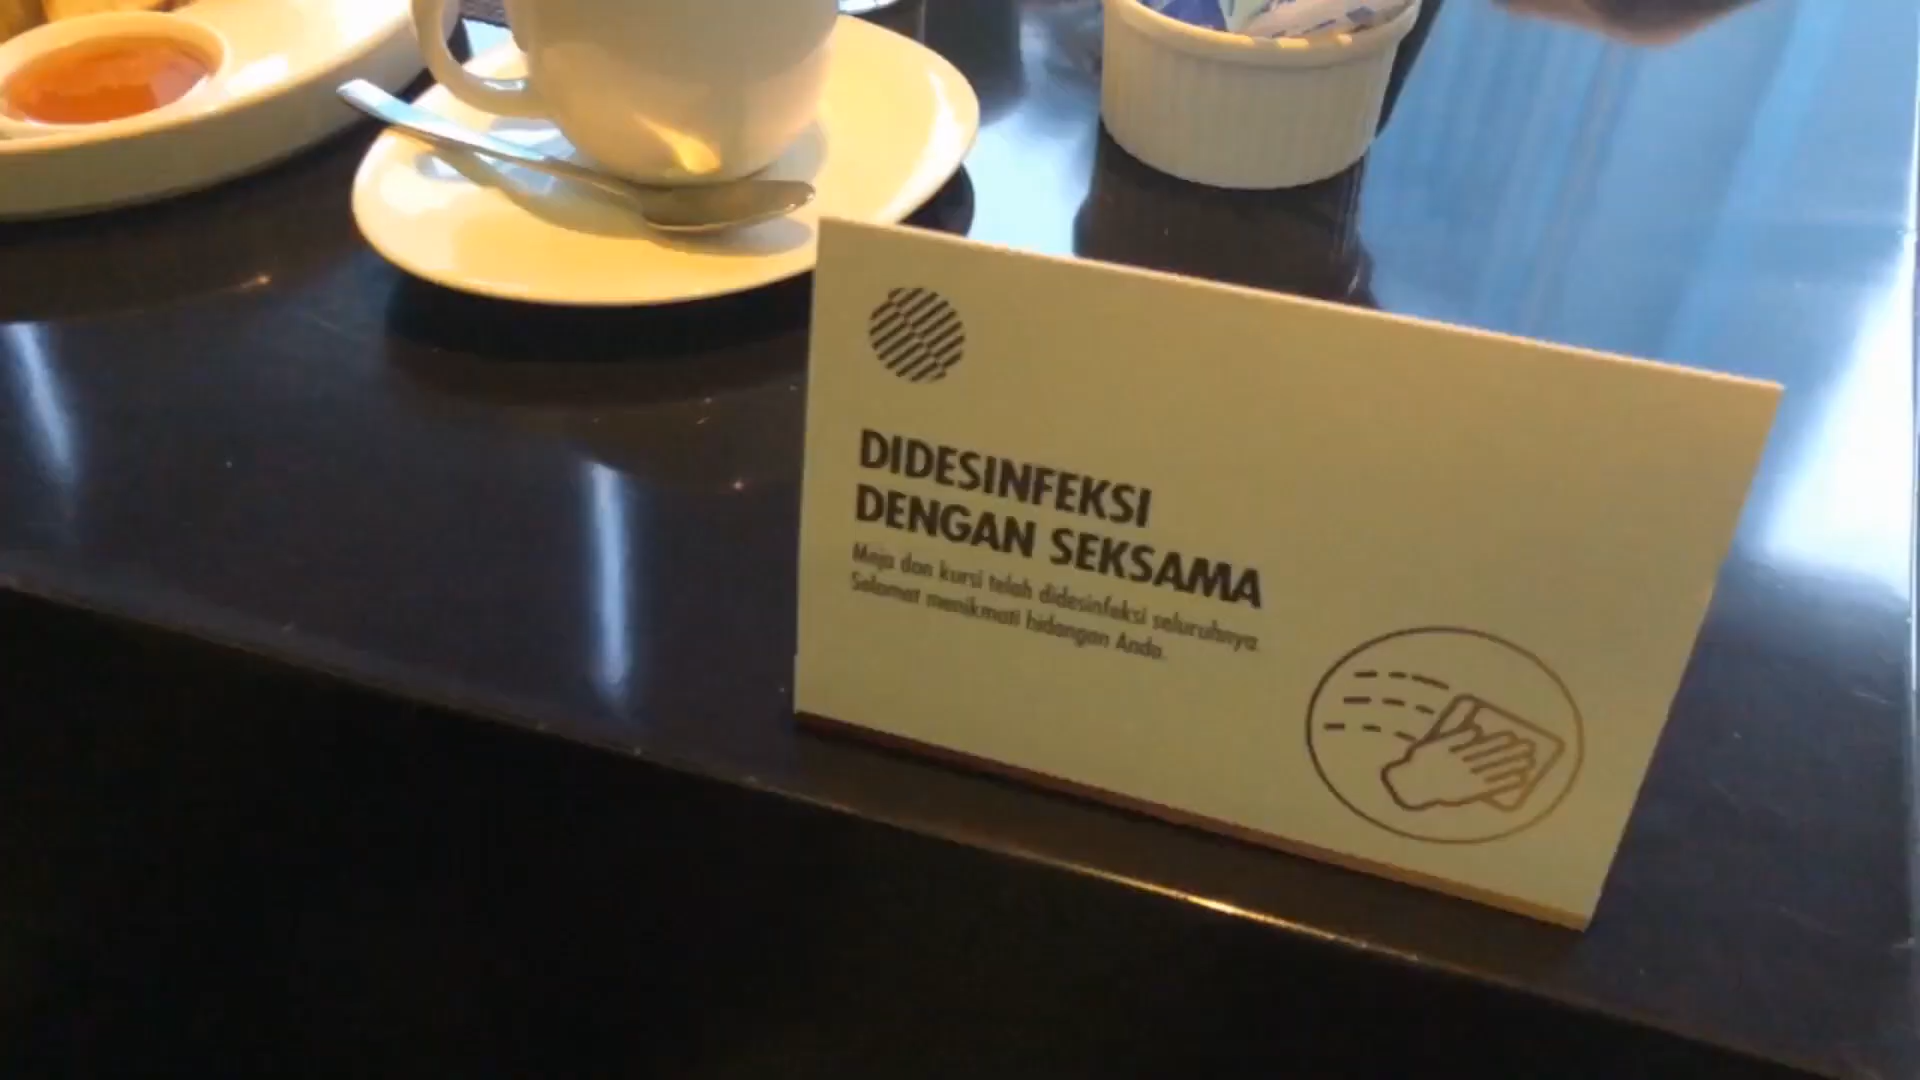 DIDESINFEKSI
DENGAN SEKSAMA
Meja dan kursi telah didesinfeksi seluruhnya.
Selamat menikmati hidangan Anda.